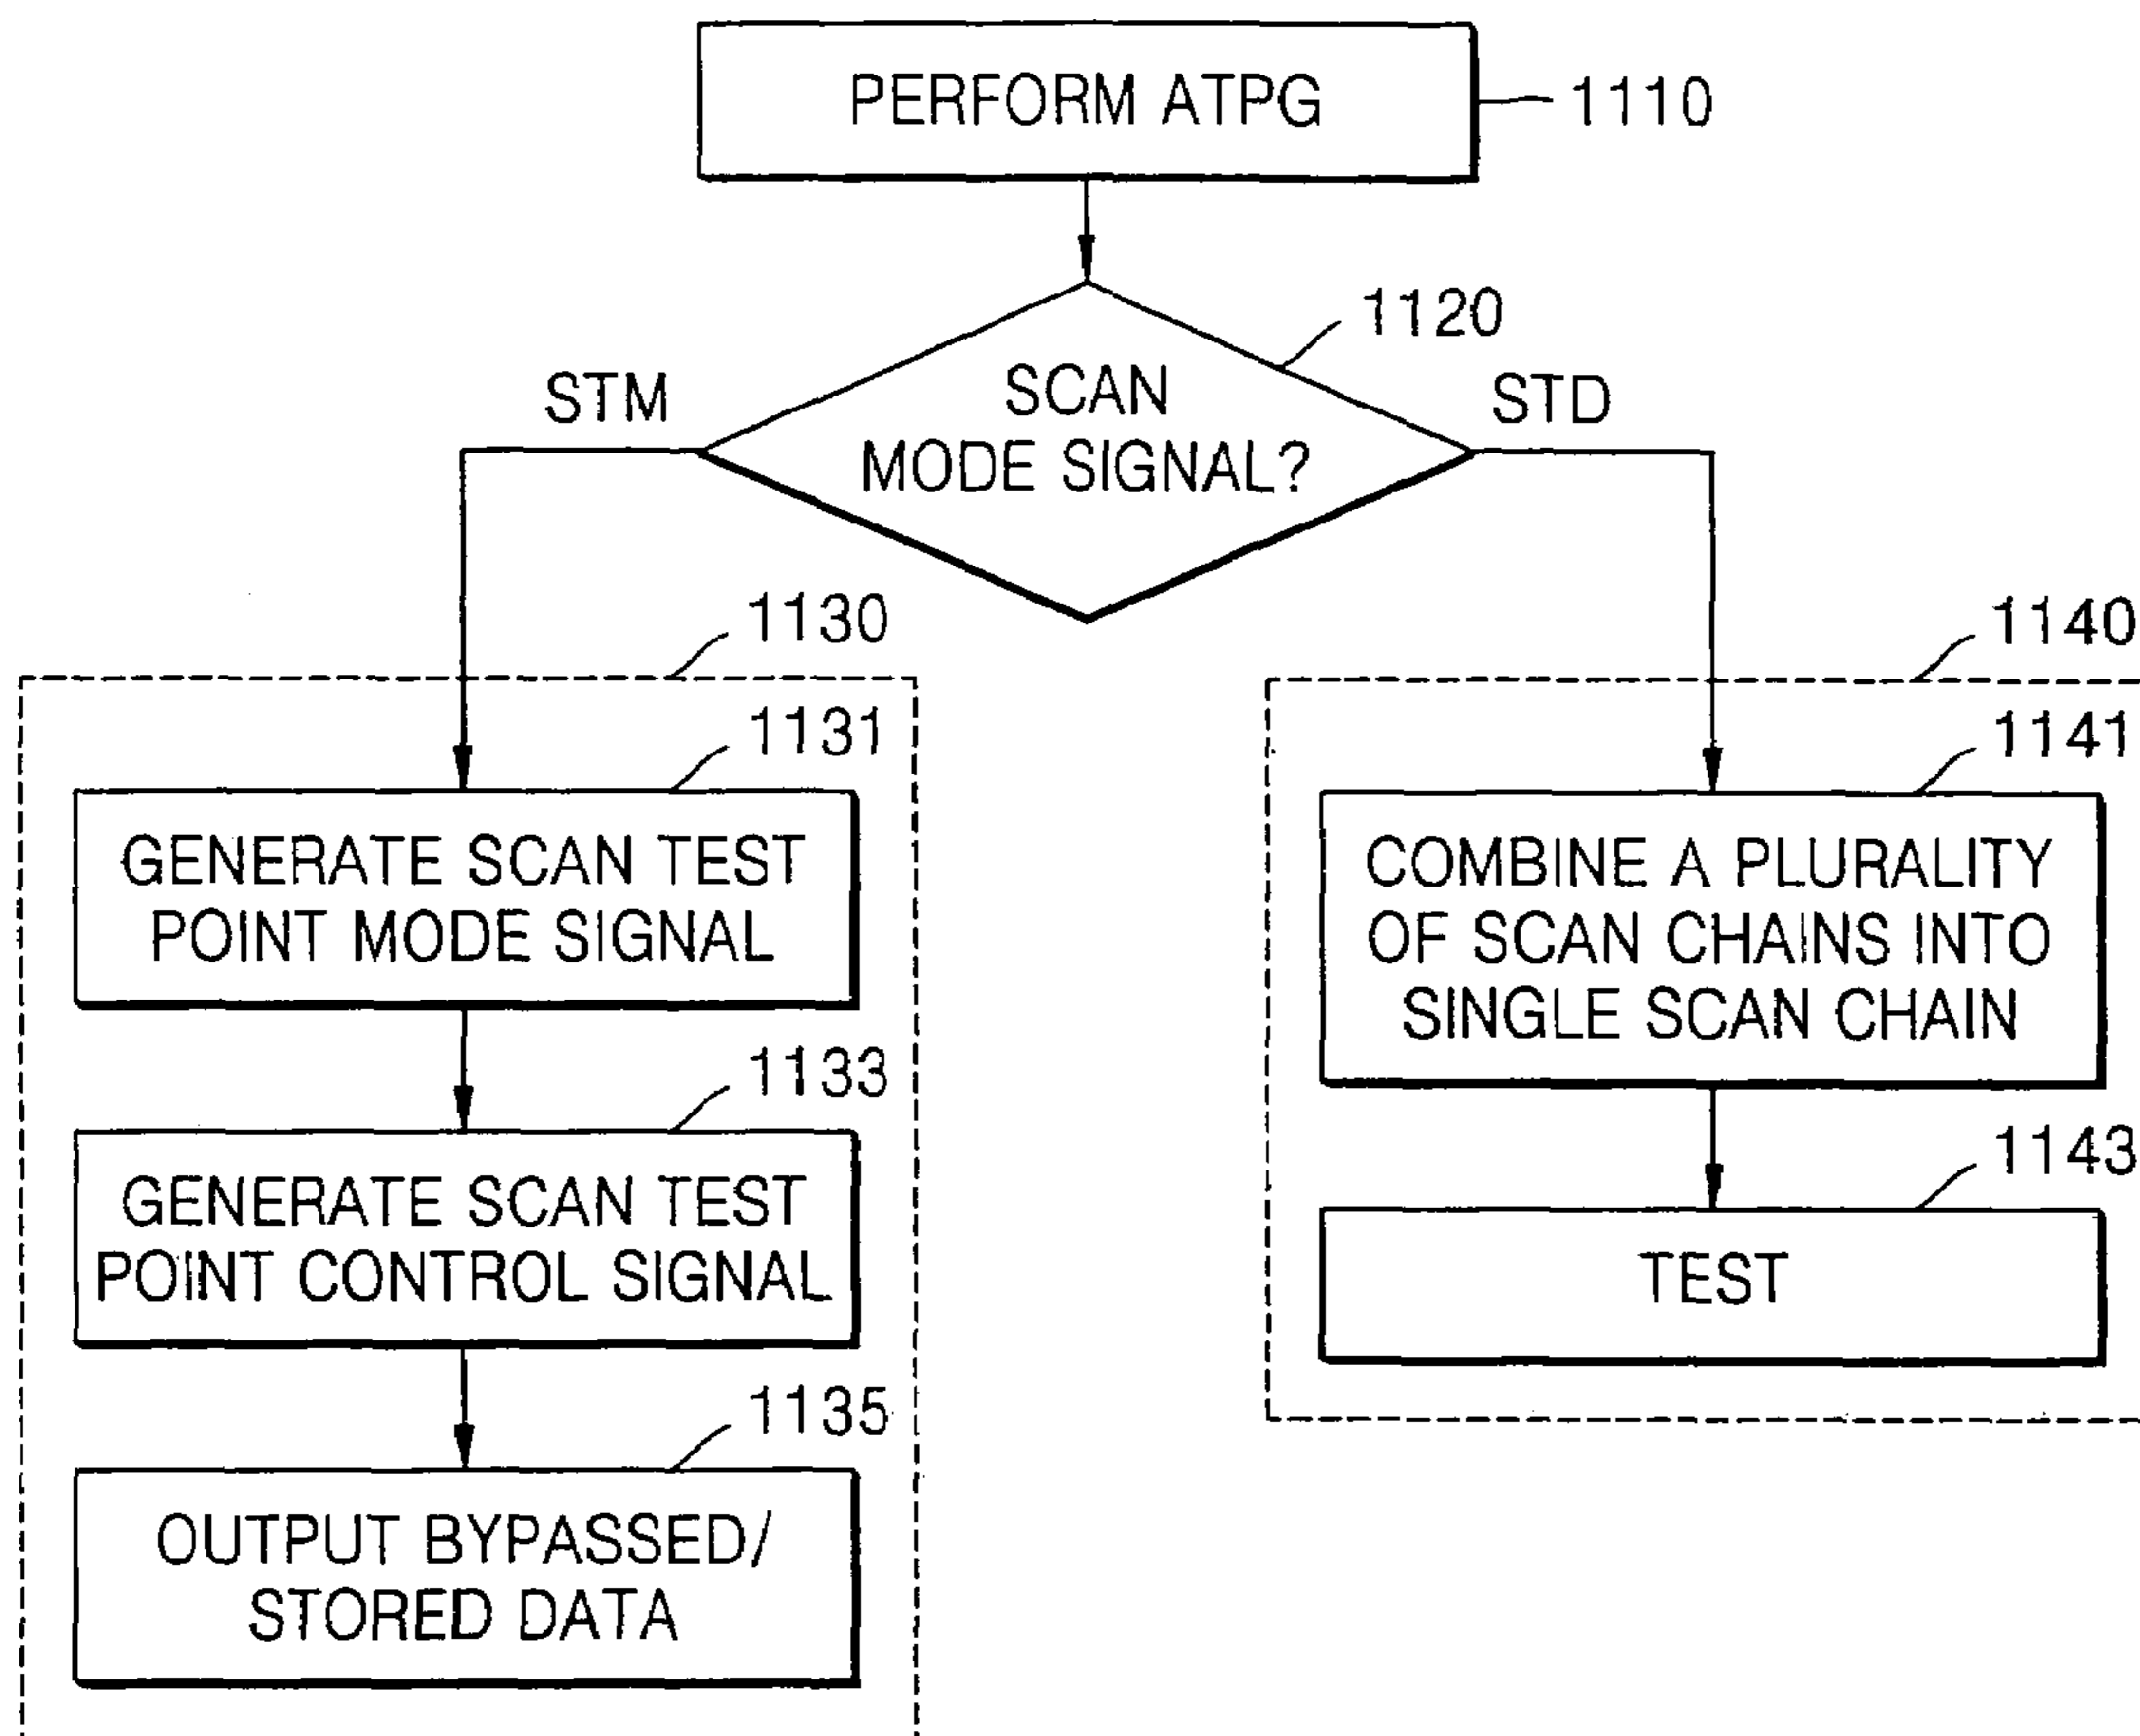 PERFORM ATPG
1110
1120
SCAN
MODE SIGNAL?
STM
STD
1130
1131
GENERATE SCAN TEST
POINT MODE SIGNAL
1133
GENERATE SCAN TEST
POINT CONTROL SIGNAL
1135
OUTPUT BYPASSED/
STORED DATA
1140
1141
COMBINE A PLURALITY
OF SCAN CHAINS INTO
SINGLE SCAN CHAIN
1143
TEST